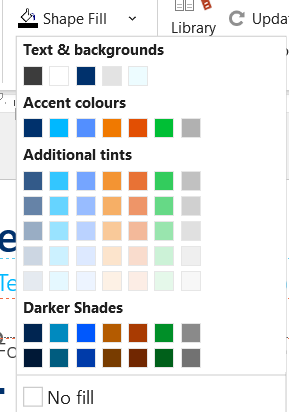 Shape Fill
Library
Upda
Text & backgrounds
Accent colours
Additional tints
Darker Shades
No fill